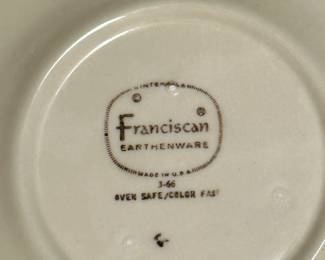 © ®
Franciscan
EARTHENWARE
MADE IN U.S.A.
3-66
OVEN SAFE/COLOR FAST